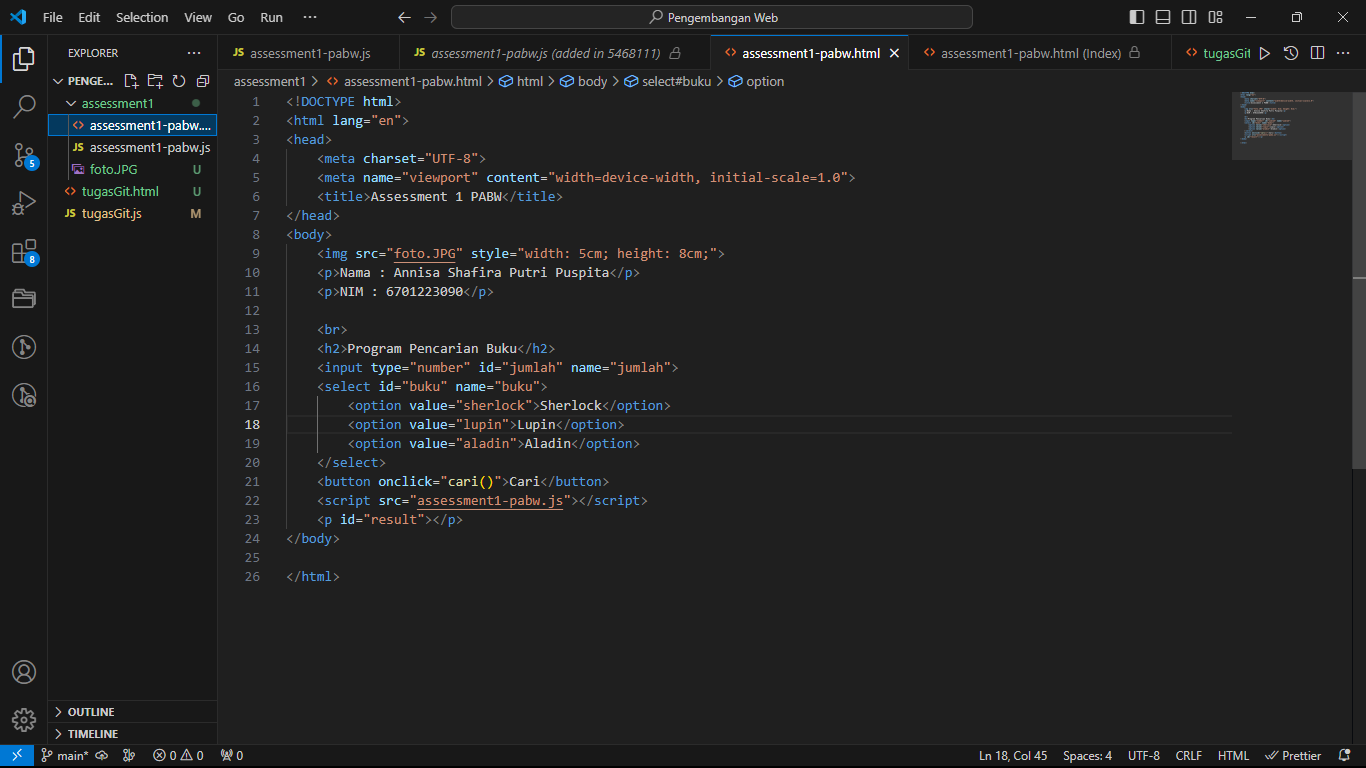 File Edit Selection View Go Run ··· Pengembangan Web
EXPLORER ···
PENGE...
assessment1
assessment1-pabw....
JS assessment1-pabw.js
foto.JPG U
tugasGit.html U
JS tugasGit.js M
OUTLINE
TIMELINE
5
8
JS assessment1-pabw.js JS assessment1-pabw.js (added in 5468111) assessment1-pabw.html assessment1-pabw.html (Index) tugasGit
assessment1 > assessment1-pabw.html > html > body > select#buku > option
1 <!DOCTYPE html>
2 <html lang="en">
3 <head>
4 <meta charset="UTF-8">
5 <meta name="viewport" content="width=device-width, initial-scale=1.0">
6 <title>Assessment 1 PABW</title>
7 </head>
8 <body>
9 <img src="foto.JPG" style="width: 5cm; height: 8cm;">
10 <p>Nama : Annisa Shafira Putri Puspita</p>
11 <p>NIM : 6701223090</p>
12
13 <br>
14 <h2>Program Pencarian Buku</h2>
15 <input type="number" id="jumlah" name="jumlah">
16 <select id="buku" name="buku">
17 <option value="sherlock">Sherlock</option>
18 <option value="lupin">Lupin</option>
19 <option value="aladin">Aladin</option>
20 </select>
21 <button onclick="cari()">Cari</button>
22 <script src="assessment1-pabw.js"></script>
23 <p id="result"></p>
24 </body>
25
26 </html>
main* 0 0 0 Ln 18, Col 45 Spaces: 4 UTF-8 CRLF HTML Prettier